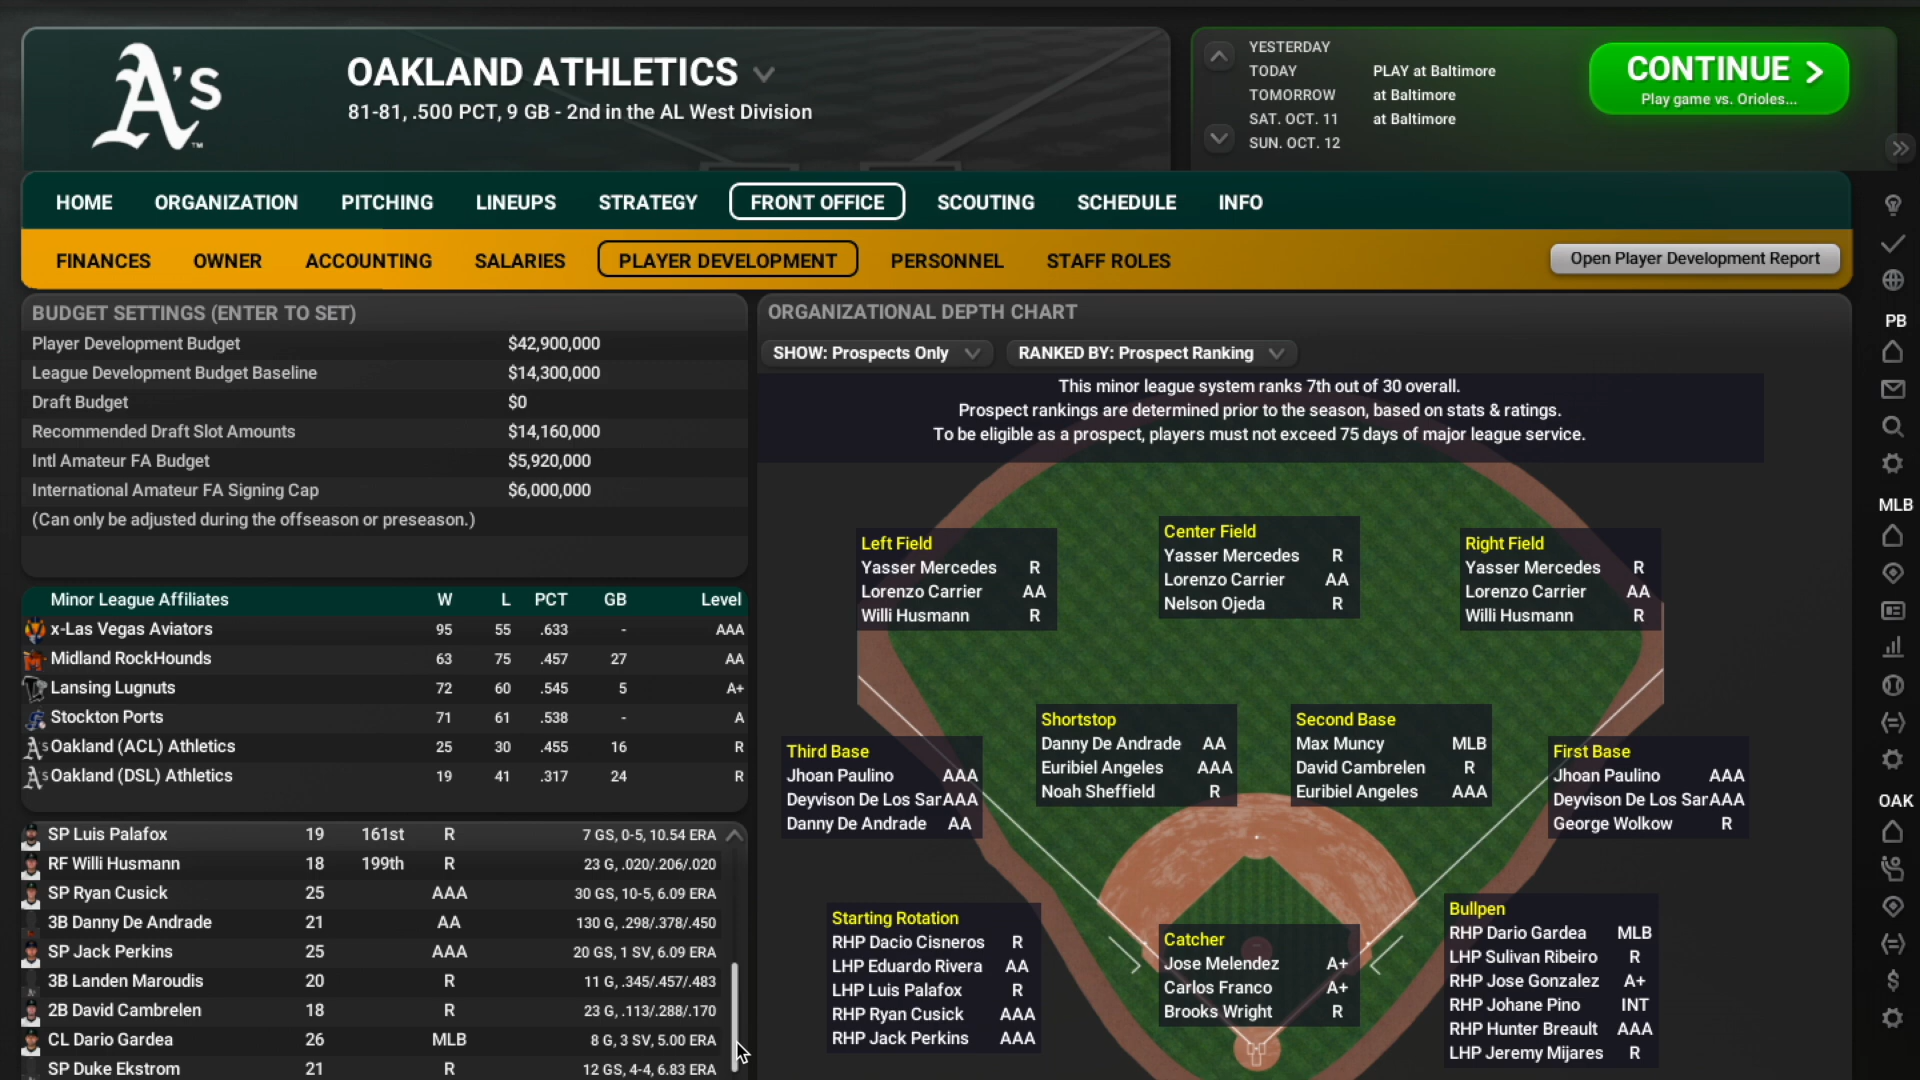 A's
™
OAKLAND ATHLETICS
81-81, .500 PCT, 9 GB - 2nd in the AL West Division
YESTERDAY
TODAY PLAY at Baltimore
TOMORROW at Baltimore
SAT. OCT. 11 at Baltimore
SUN. OCT. 12
CONTINUE
Play game vs. Orioles...
HOME ORGANIZATION PITCHING LINEUPS STRATEGY FRONT OFFICE SCOUTING SCHEDULE INFO
FINANCES OWNER ACCOUNTING SALARIES PLAYER DEVELOPMENT PERSONNEL STAFF ROLES
Open Player Development Report
BUDGET SETTINGS (ENTER TO SET)
Player Development Budget $42,900,000
League Development Budget Baseline $14,300,000
Draft Budget $0
Recommended Draft Slot Amounts $14,160,000
Intl Amateur FA Budget $5,920,000
International Amateur FA Signing Cap $6,000,000
(Can only be adjusted during the offseason or preseason.)
Minor League Affiliates W L PCT GB Level
x-Las Vegas Aviators 95 55 .633 - AAA
Midland RockHounds 63 75 .457 27 AA
Lansing Lugnuts 72 60 .545 5 A+
Stockton Ports 71 61 .538 - A
Oakland (ACL) Athletics 25 30 .455 16 R
Oakland (DSL) Athletics 19 41 .317 24 R
SP Luis Palafox 19 161st R 7 GS, 0-5, 10.54 ERA
RF Willi Husmann 18 199th R 23 G, .020/.206/.020
SP Ryan Cusick 25 AAA 30 GS, 10-5, 6.09 ERA
3B Danny De Andrade 21 AA 130 G, .298/.378/.450
SP Jack Perkins 25 AAA 20 GS, 1 SV, 6.09 ERA
3B Landen Maroudis 20 R 11 G, .345/.457/.483
2B David Cambrelen 18 R 23 G, .113/.288/.170
CL Dario Gardea 26 MLB 8 G, 3 SV, 5.00 ERA
SP Duke Ekstrom 21 R 12 GS, 4-4, 6.83 ERA
ORGANIZATIONAL DEPTH CHART
SHOW: Prospects Only RANKED BY: Prospect Ranking
This minor league system ranks 7th out of 30 overall.
Prospect rankings are determined prior to the season, based on stats & ratings.
To be eligible as a prospect, players must not exceed 75 days of major league service.
Left Field
Yasser Mercedes R
Lorenzo Carrier AA
Willi Husmann R
Center Field
Yasser Mercedes R
Lorenzo Carrier AA
Nelson Ojeda R
Right Field
Yasser Mercedes R
Lorenzo Carrier AA
Willi Husmann R
Third Base
Jhoan Paulino AAA
Deyvison De Los Sar AAA
Danny De Andrade AA
Shortstop
Danny De Andrade AA
Euribiel Angeles AAA
Noah Sheffield R
Second Base
Max Muncy MLB
David Cambrelen R
Euribiel Angeles AAA
First Base
Jhoan Paulino AAA
Deyvison De Los Sar AAA
George Wolkow R
Starting Rotation
RHP Dacio Cisneros R
LHP Eduardo Rivera AA
LHP Luis Palafox R
RHP Ryan Cusick AAA
RHP Jack Perkins AAA
Catcher
Jose Melendez A+
Carlos Franco A+
Brooks Wright R
Bullpen
RHP Dario Gardea MLB
LHP Sulivan Ribeiro R
RHP Jose Gonzalez A+
RHP Johane Pino INT
RHP Hunter Breault AAA
LHP Jeremy Mijares R
PB
MLB
OAK